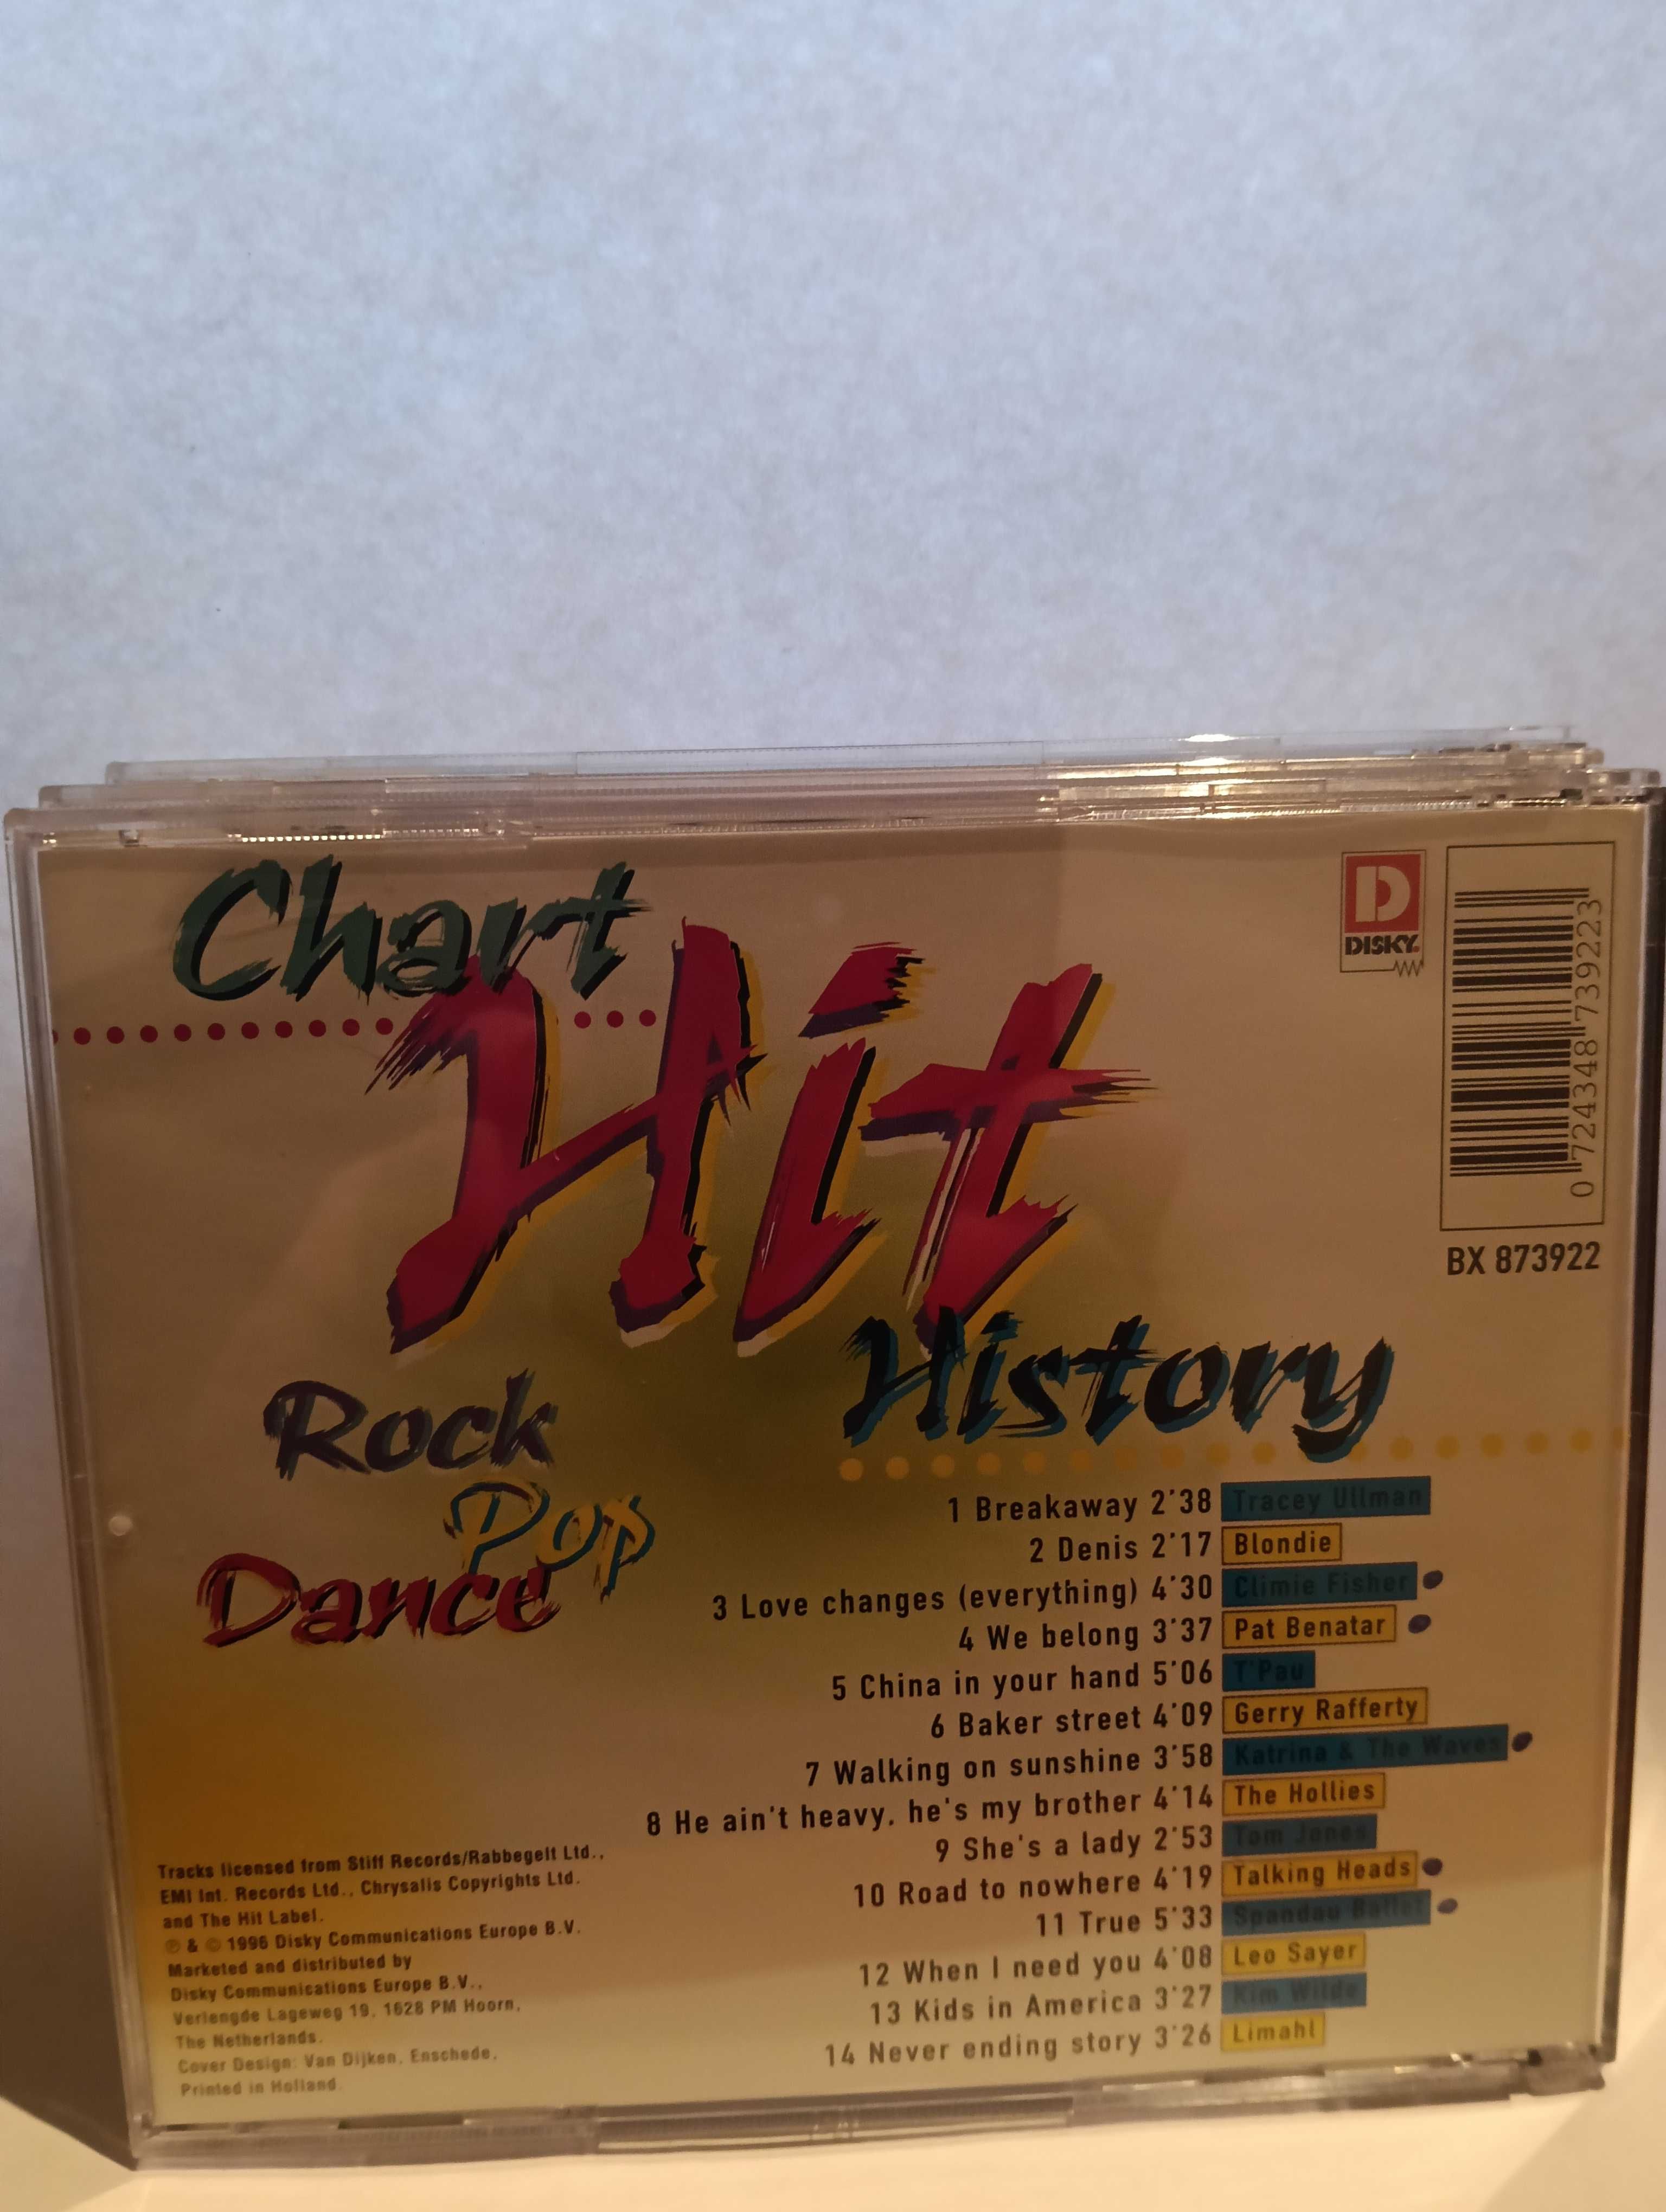 Chart
Hit
History
Rock
Pop
Dance
DISKY.
0 724348 739223
BX 873922
1 Breakaway 2'38 Tracey Ullman
2 Denis 2'17 Blondie
3 Love changes (everything) 4'30 Climie Fisher
4 We belong 3'37 Pat Benatar
5 China in your hand 5'06 T'Pau
6 Baker street 4'09 Gerry Rafferty
7 Walking on sunshine 3'58 Katrina & The Waves
8 He ain't heavy, he's my brother 4'14 The Hollies
9 She's a lady 2'53 Tom Jones
10 Road to nowhere 4'19 Talking Heads
11 True 5'33 Spandau Ballet
12 When I need you 4'08 Leo Sayer
13 Kids in America 3'27 Kim Wilde
14 Never ending story 3'26 Limahl
Tracks licensed from Stiff Records/Rabbegelt Ltd.,
EMI Int. Records Ltd., Chrysalis Copyrights Ltd.
and The Hit Label.
℗ & © 1996 Disky Communications Europe B.V.
Marketed and distributed by
Disky Communications Europe B.V.,
Verlengde Lageweg 19, 1628 PM Hoorn,
The Netherlands.
Cover Design: Van Dijken, Enschede.
Printed in Holland.